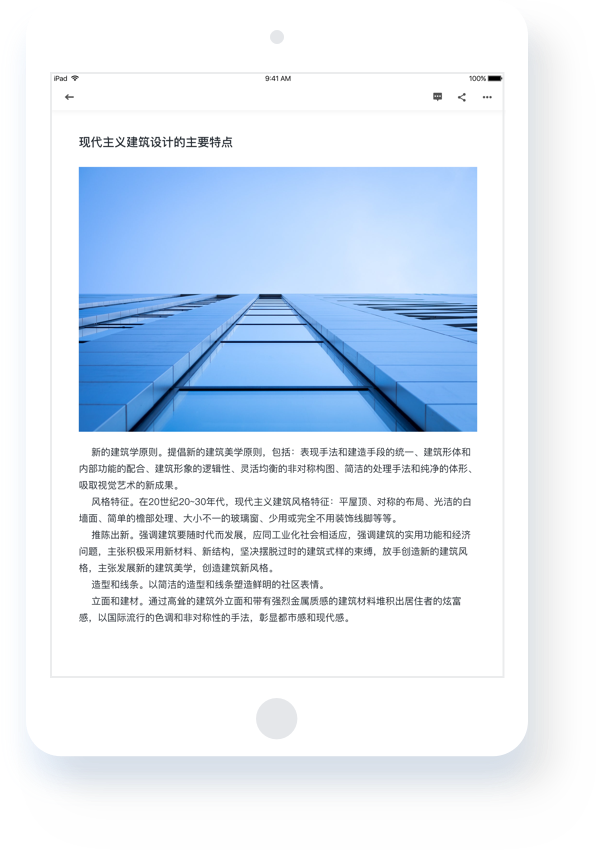 iPad 9:41 AM 100%
现代主义建筑设计的主要特点
新的建筑学原则。提倡新的建筑美学原则，包括：表现手法和建造手段的统一、建筑形体和
内部功能的配合、建筑形象的逻辑性、灵活均衡的非对称构图、简洁的处理手法和纯净的体形、
吸取视觉艺术的新成果。
风格特征。在20世纪20~30年代，现代主义建筑风格特征：平屋顶、对称的布局、光洁的白
墙面、简单的檐部处理、大小不一的玻璃窗、少用或完全不用装饰线脚等等。
推陈出新。强调建筑要随时代而发展，应同工业化社会相适应，强调建筑的实用功能和经济
问题，主张积极采用新材料、新结构，坚决摆脱过时的建筑式样的束缚，放手创造新的建筑风
格，主张发展新的建筑美学，创造建筑新风格。
造型和线条。以简洁的造型和线条塑造鲜明的社区表情。
立面和建材。通过高耸的建筑外立面和带有强烈金属质感的建筑材料堆积出居住者的炫富
感，以国际流行的色调和非对称性的手法，彰显都市感和现代感。